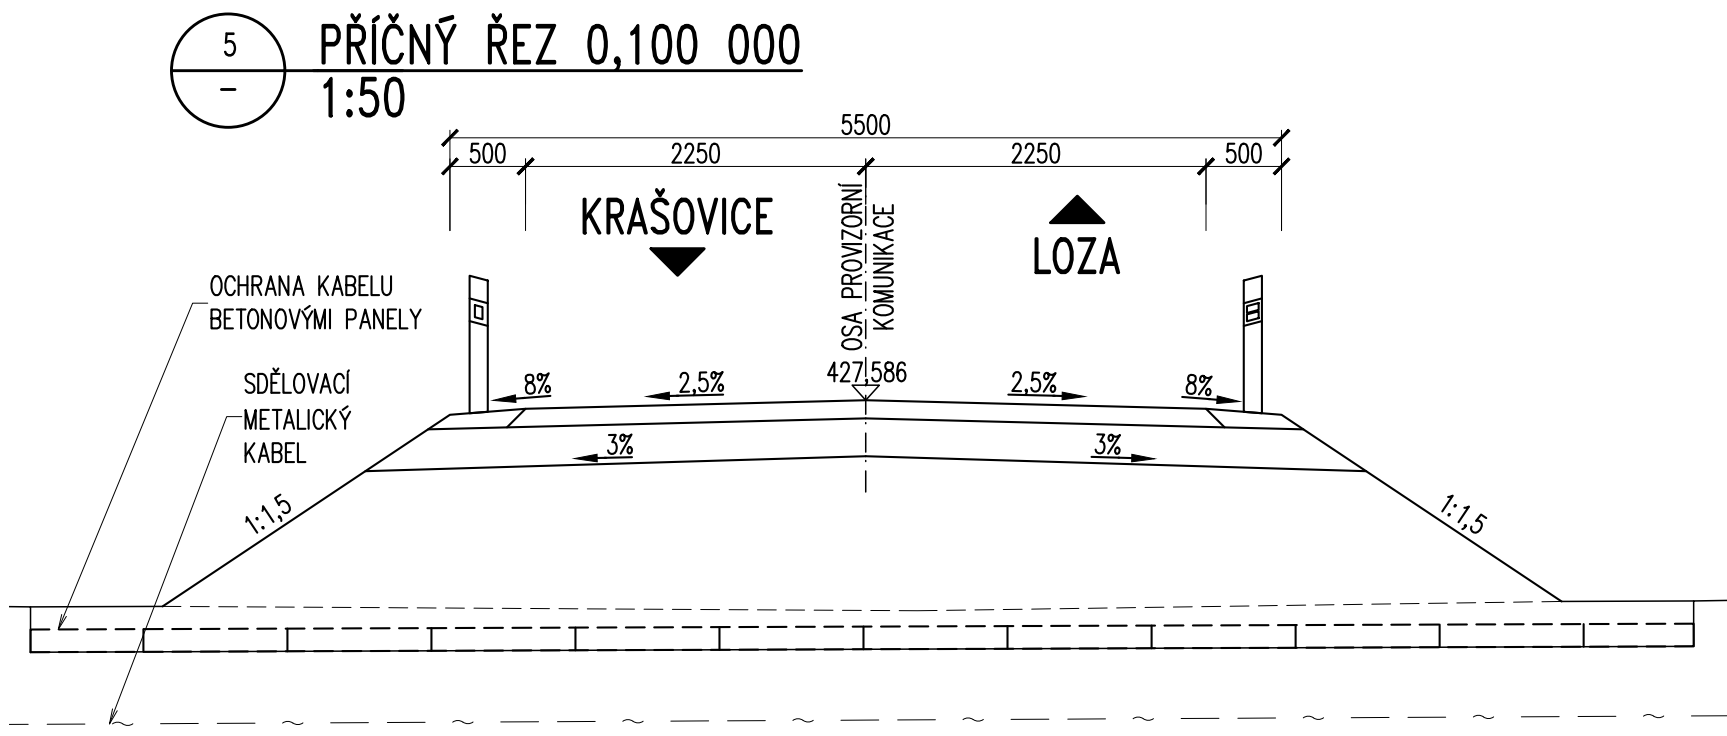 5
–
PŘÍČNÝ ŘEZ 0,100 000
1:50
5500
500
2250
2250
500
KRAŠOVICE
LOZA
OSA PROVIZORNÍ
KOMUNIKACE
OCHRANA KABELU
BETONOVÝMI PANELY
SDĚLOVACÍ
METALICKÝ
KABEL
427,586
8%
2,5%
2,5%
8%
3%
3%
1:1,5
1:1,5